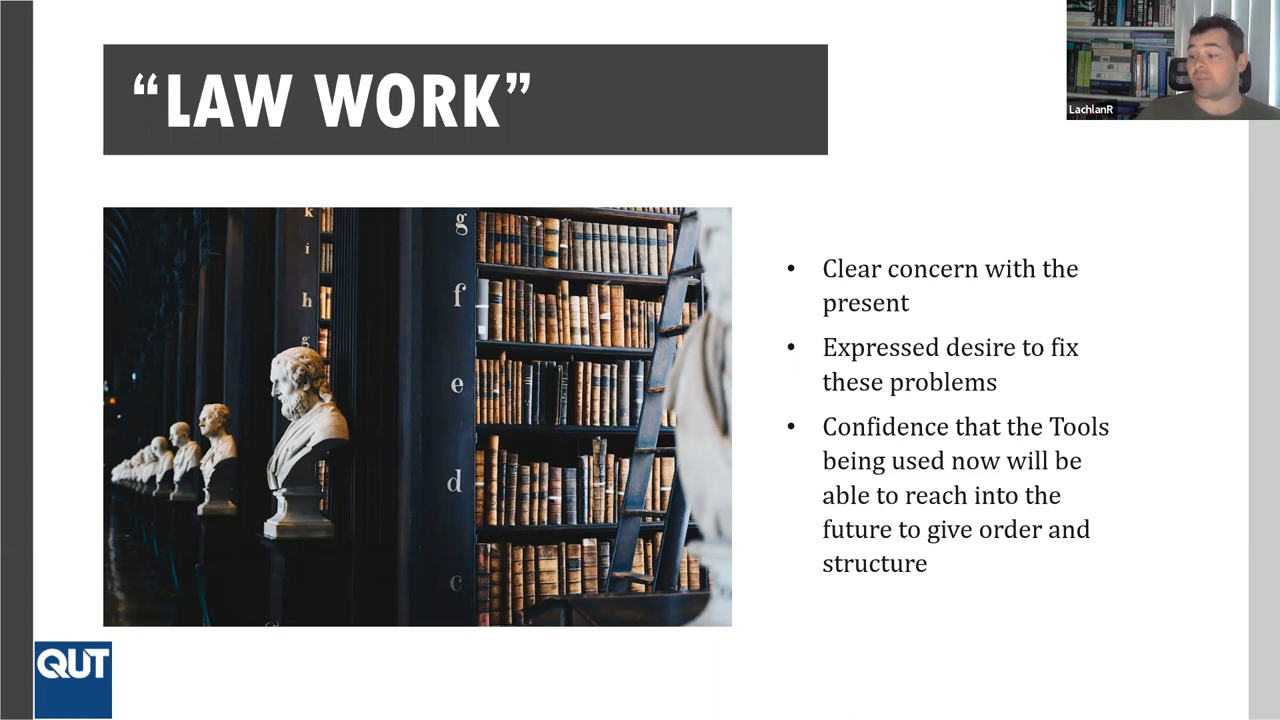 “LAW WORK”
LachlanR
k
i
h
g
g
f
e
d
c
• Clear concern with the
present
• Expressed desire to fix
these problems
• Confidence that the Tools
being used now will be
able to reach into the
future to give order and
structure
QUT